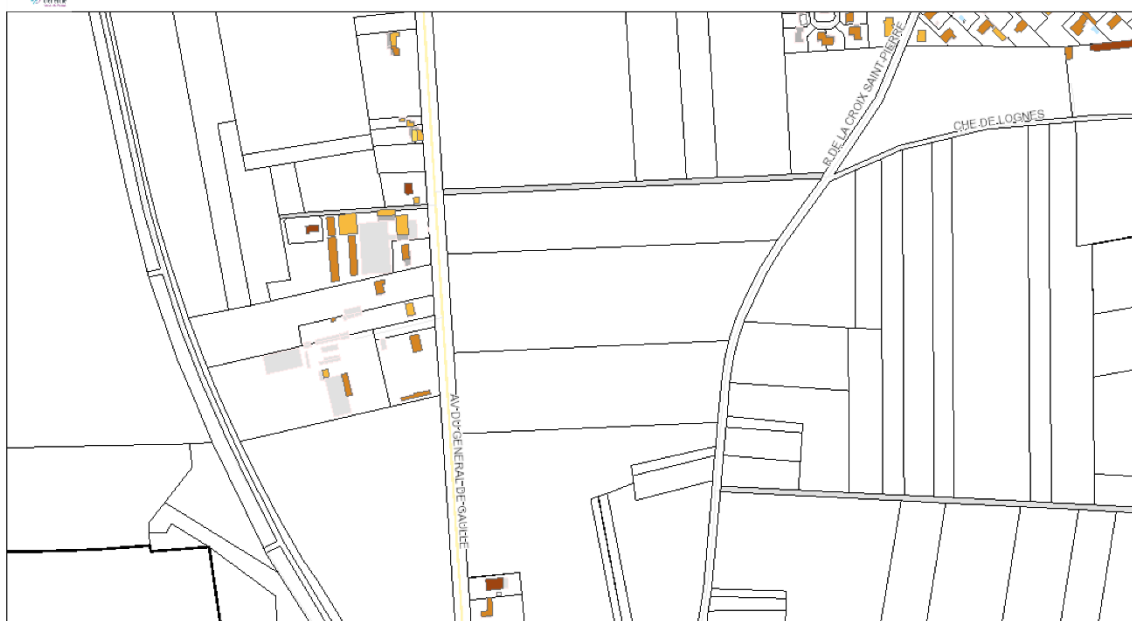 R DE LA CROIX SAINT-PIERRE
CHE DE LOGNES
AV DU GENERAL DE GAULLE